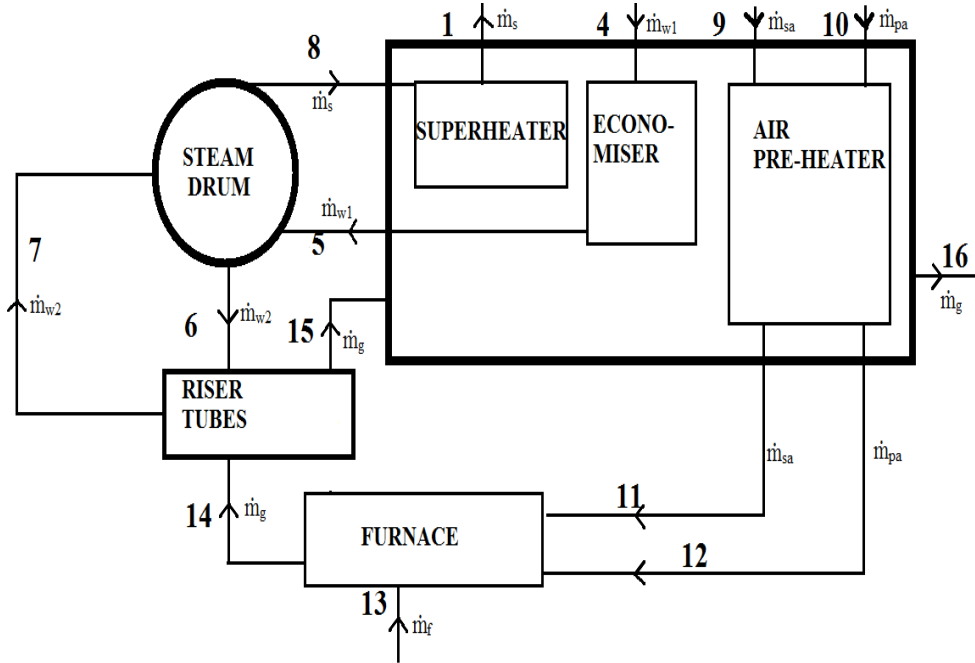 1
ṁs
4
ṁw1
9
ṁsa
10
ṁpa
8
ṁs
SUPERHEATER
ECONO-
MISER
AIR
PRE-HEATER
STEAM
DRUM
ṁw1
5
7
ṁw2
6
ṁw2
15
ṁg
16
ṁg
RISER
TUBES
ṁsa
ṁpa
14
ṁg
11
FURNACE
12
13
ṁf